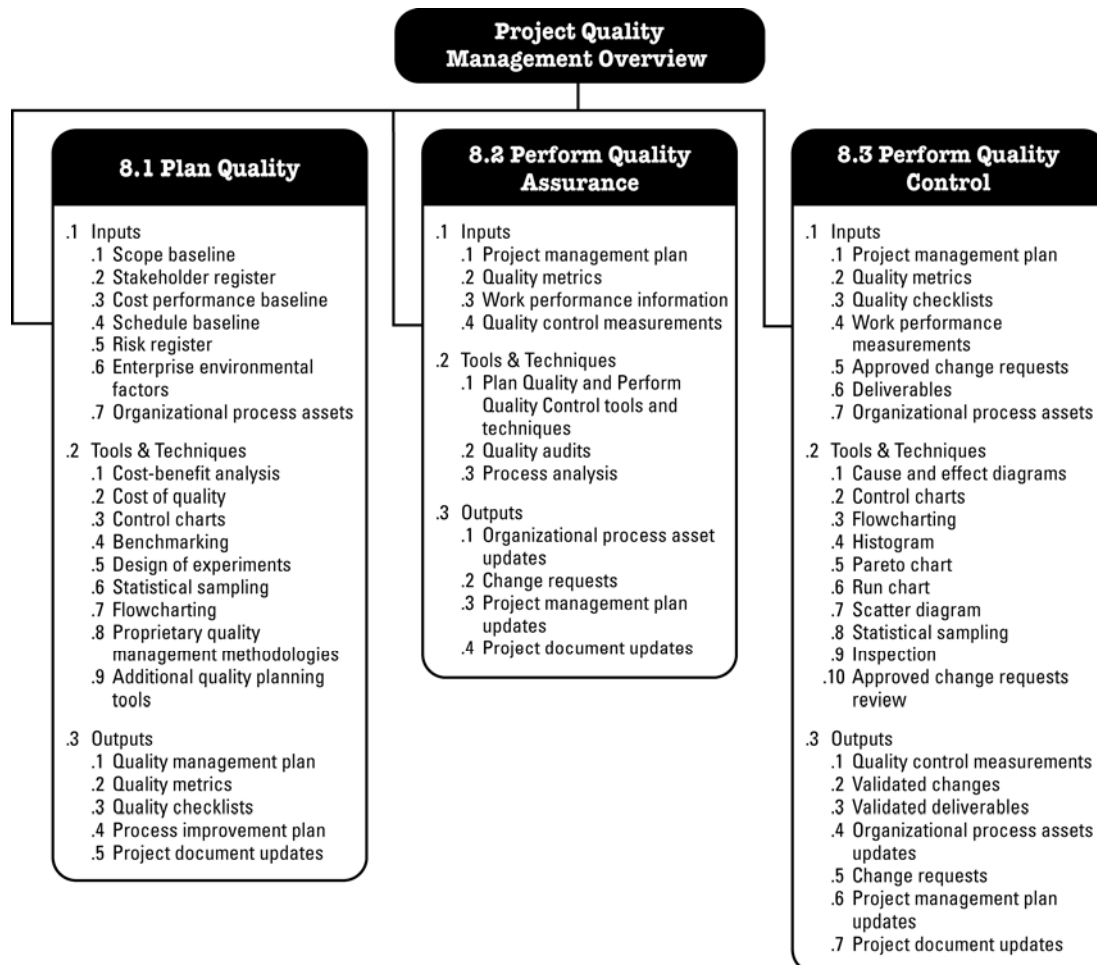 Project Quality
Management Overview
8.1 Plan Quality
.1 Inputs
.1 Scope baseline
.2 Stakeholder register
.3 Cost performance baseline
.4 Schedule baseline
.5 Risk register
.6 Enterprise environmental
factors
.7 Organizational process assets
.2 Tools & Techniques
.1 Cost-benefit analysis
.2 Cost of quality
.3 Control charts
.4 Benchmarking
.5 Design of experiments
.6 Statistical sampling
.7 Flowcharting
.8 Proprietary quality
management methodologies
.9 Additional quality planning
tools
.3 Outputs
.1 Quality management plan
.2 Quality metrics
.3 Quality checklists
.4 Process improvement plan
.5 Project document updates
8.2 Perform Quality
Assurance
.1 Inputs
.1 Project management plan
.2 Quality metrics
.3 Work performance information
.4 Quality control measurements
.2 Tools & Techniques
.1 Plan Quality and Perform
Quality Control tools and
techniques
.2 Quality audits
.3 Process analysis
.3 Outputs
.1 Organizational process asset
updates
.2 Change requests
.3 Project management plan
updates
.4 Project document updates
8.3 Perform Quality
Control
.1 Inputs
.1 Project management plan
.2 Quality metrics
.3 Quality checklists
.4 Work performance
measurements
.5 Approved change requests
.6 Deliverables
.7 Organizational process assets
.2 Tools & Techniques
.1 Cause and effect diagrams
.2 Control charts
.3 Flowcharting
.4 Histogram
.5 Pareto chart
.6 Run chart
.7 Scatter diagram
.8 Statistical sampling
.9 Inspection
.10 Approved change requests
review
.3 Outputs
.1 Quality control measurements
.2 Validated changes
.3 Validated deliverables
.4 Organizational process assets
updates
.5 Change requests
.6 Project management plan
updates
.7 Project document updates